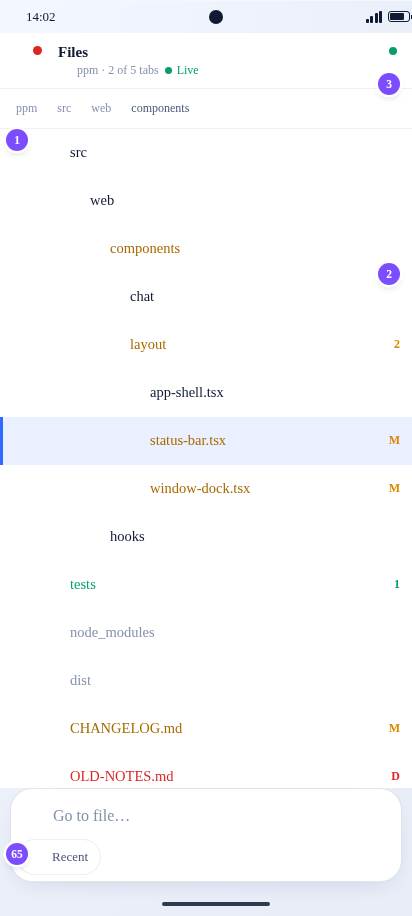 14:02
Files
ppm · 2 of 5 tabs Live
3
ppm src web components
1
src
web
components
2
chat
layout 2
app-shell.tsx
status-bar.tsx M
window-dock.tsx M
hooks
tests 1
node_modules
dist
CHANGELOG.md M
OLD-NOTES.md D
Go to file…
65
Recent